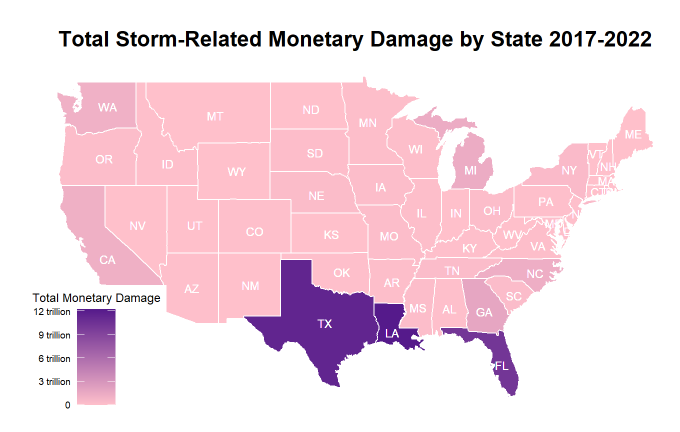 Total Storm-Related Monetary Damage by State 2017-2022
WA
MT
ND
MN
ME
OR
ID
SD
WI
VT
NH
WY
MI
NY
MA
NE
IA
CT
NV
UT
CO
IL
IN
OH
PA
KS
MO
WV
VA
CA
KY
AZ
NM
OK
AR
TN
NC
MS
AL
GA
SC
TX
LA
FL
Total Monetary Damage
12 trillion
9 trillion
6 trillion
3 trillion
0